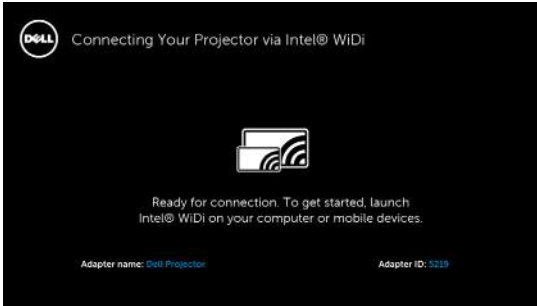 DELL
Connecting Your Projector via Intel® WiDi
Ready for connection. To get started, launch
Intel® WiDi on your computer or mobile devices.
Adapter name: Dell Projector Adapter ID: 5219